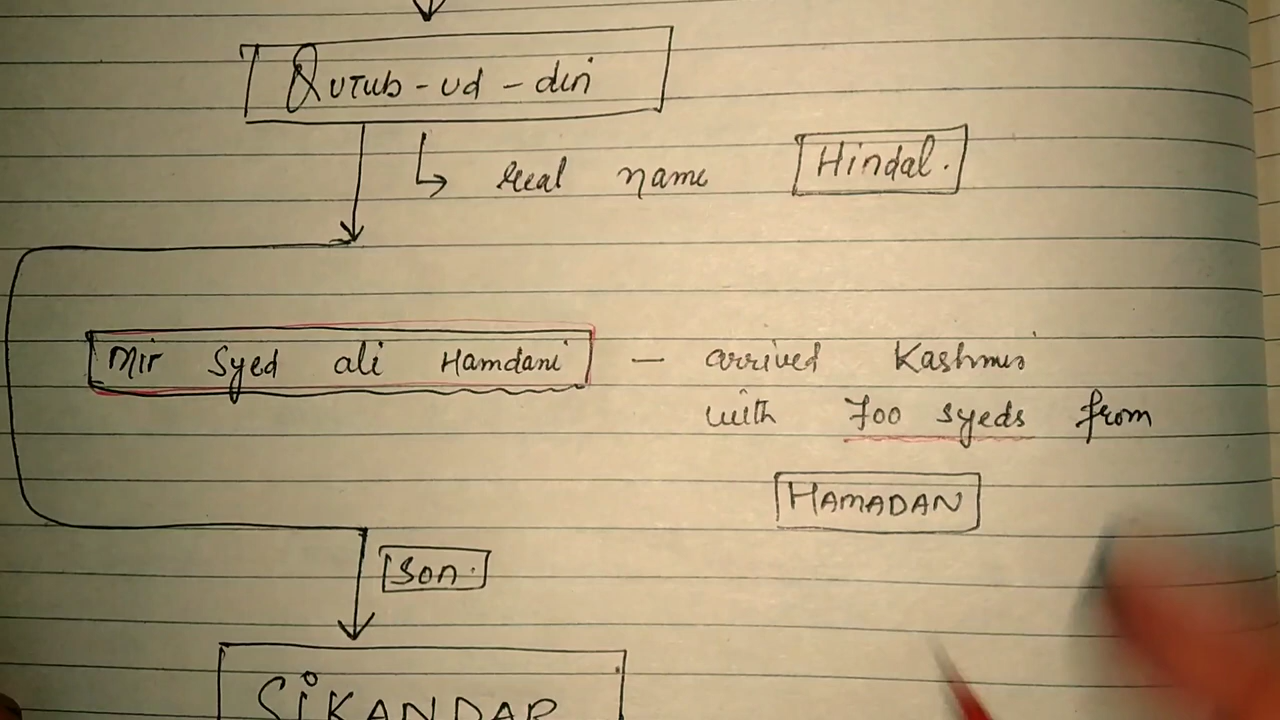 Qutub-ud-din
real name Hindal.
Mir Syed ali Hamdani - arrived Kashmir
with 700 syeds from
HAMADAN
Son.
SIKANDAR